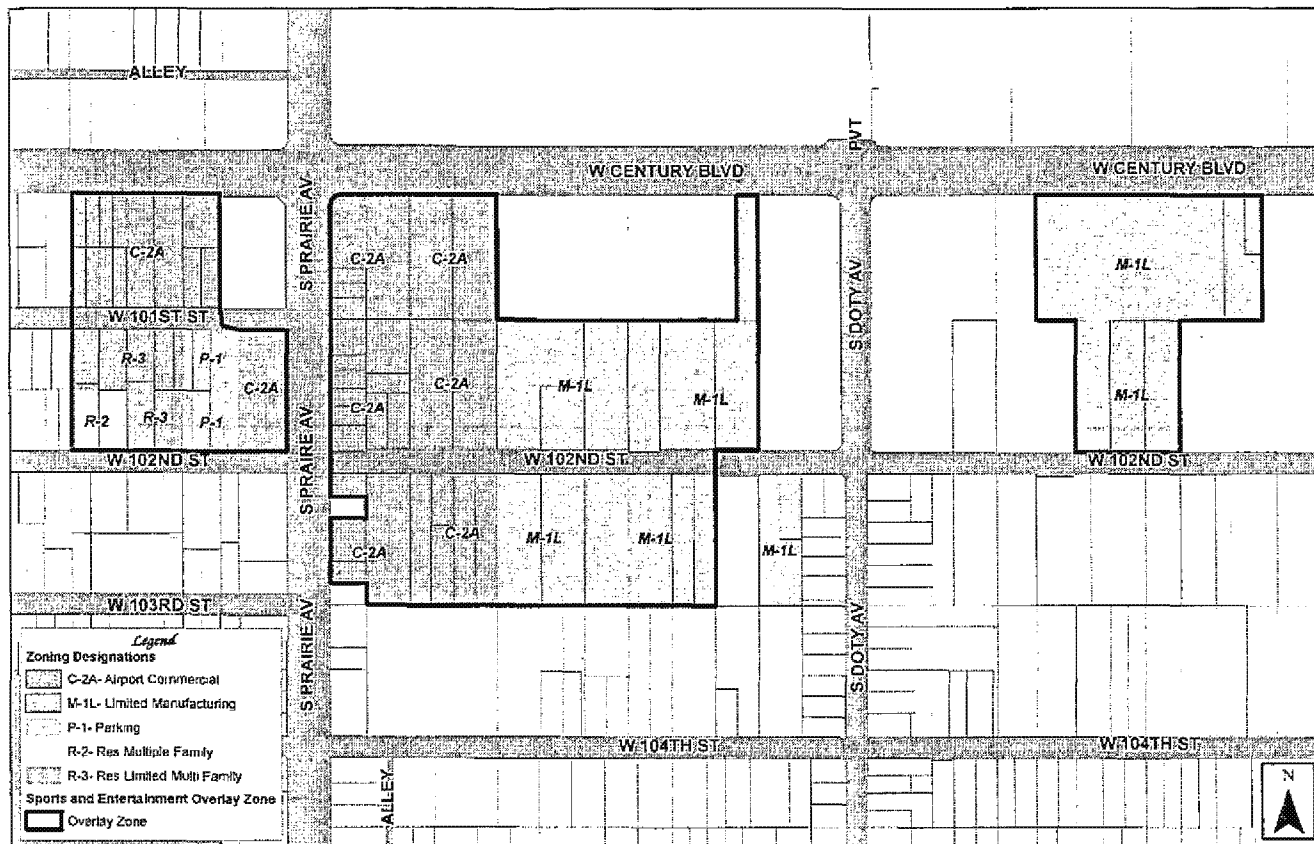 ALLEY
PVT
W CENTURY BLVD
W CENTURY BLVD
S PRAIRIE AV
S DOTY AV
C-2A
C-2A
C-2A
M-1L
W 101ST ST
R-3
P-1
C-2A
C-2A
M-1L
M-1L
M-1L
C-2A
R-2
R-3
P-1
S PRAIRE AV
W 102ND ST
W 102ND ST
W 102ND ST
C-2A
C-2A
M-1L
M-1L
M-1L
W 103RD ST
S PRAIRIE AV
S DOTY AV
Legend
Zoning Designations
C-2A- Airport Commercial
M-1L- Limited Manufacturing
P-1- Parking
R-2- Res Multiple Family
R-3- Res Limited Multi Family
Sports and Entertainment Overlay Zone
Overlay Zone
W 104TH ST
W 104TH ST
ALLEY
N